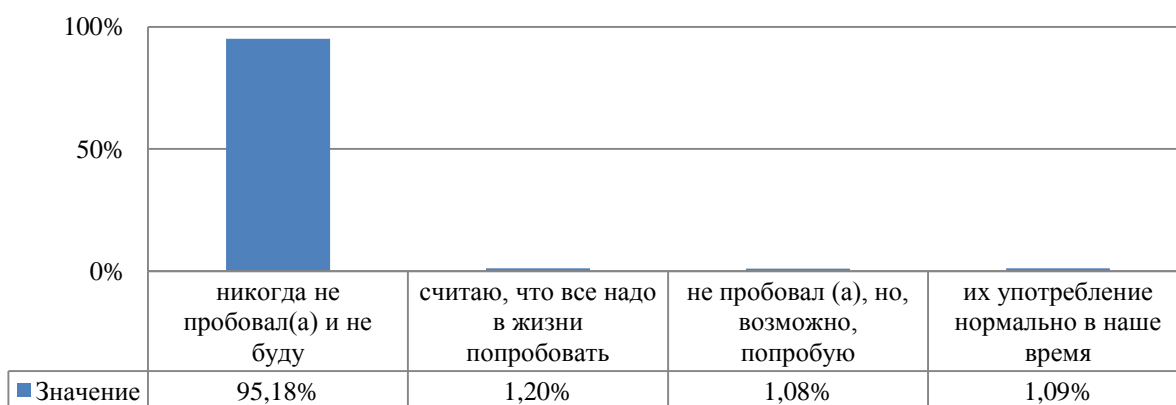 100%
50%
0%
никогда не
пробовал(а) и не
буду
считаю, что все надо
в жизни
попробовать
не пробовал (а), но,
возможно,
попробую
их употребление
нормально в наше
время
Значение 95,18% 1,20% 1,08% 1,09%